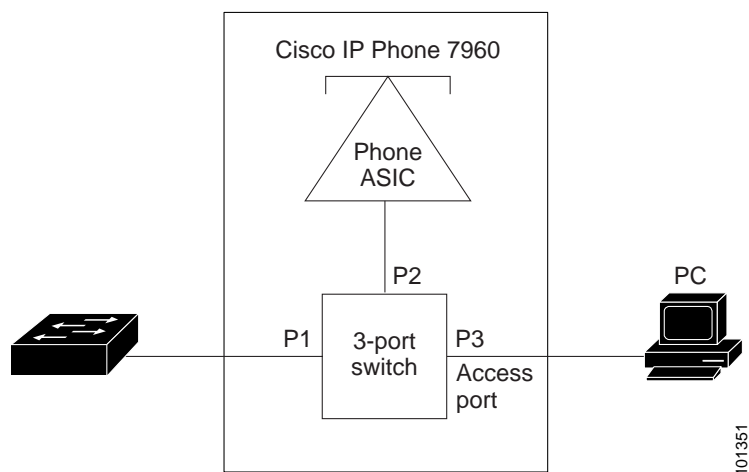 Cisco IP Phone 7960
Phone
ASIC
P2
PC
P1
3-port
switch
P3
Access
port
101351